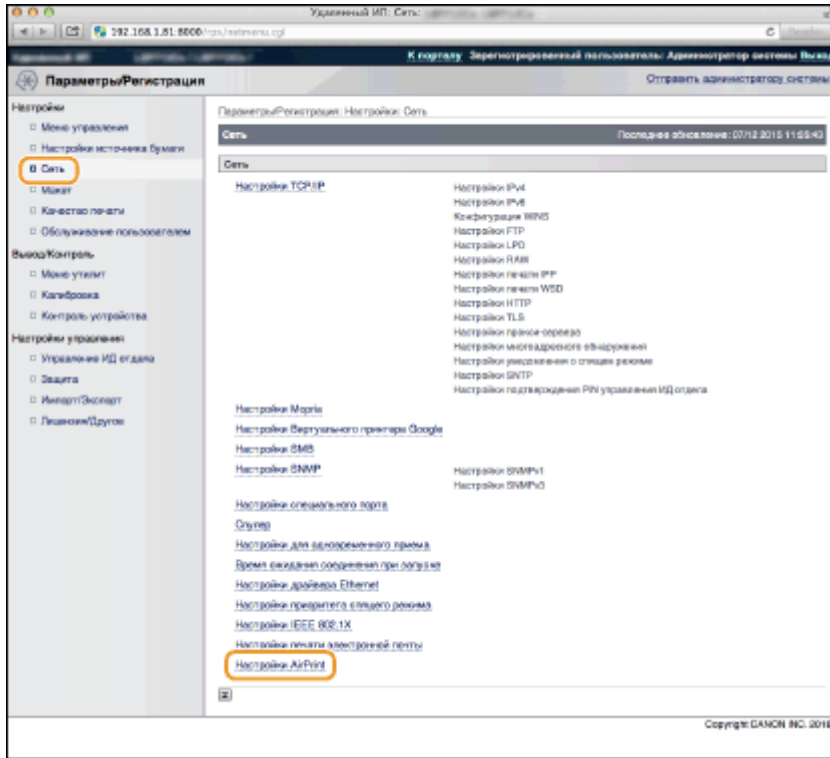 Удаленный ИП: Сеть:
192.168.1.81:8000/rps/netmenu.cgi
Reader
К порталу Зарегистрированный пользователь: Администратор системы
Параметры/Регистрация
Отправить администратору системы
Настройки
Меню управления
Настройки источника бумаги
Сеть
Макет
Качество печати
Обслуживание пользователем
Вывод/Контроль
Меню утилит
Калибровка
Контроль устройства
Настройки управления
Управление ИД отдела
Защита
Импорт/Экспорт
Лицензия/Другое
Параметры/Регистрация: Настройки: Сеть
Сеть
Последнее обновление: 07/12 2015 11:55:43
Сеть
Настройки TCP/IP
Настройки IPv4
Настройки IPv6
Конфигурация WINS
Настройки FTP
Настройки LPD
Настройки RAW
Настройки печати IPP
Настройки печати WSD
Настройки HTTP
Настройки TLS
Настройки прокси-сервера
Настройки многоадресного обнаружения
Настройки уведомления о спящем режиме
Настройки SNTP
Настройки подтверждения PIN управления ИД отдела
Настройки Mopria
Настройки Виртуального принтера Google
Настройки SMB
Настройки SNMP
Настройки SNMPv1
Настройки SNMPv3
Настройки специального порта
Спулер
Настройки для одновременного приема
Время ожидания соединения при запуске
Настройки драйвера Ethernet
Настройки приоритета спящего режима
Настройки IEEE 802.1X
Настройки печати электронной почты
Настройки AirPrint
Copyright CANON INC. 2015